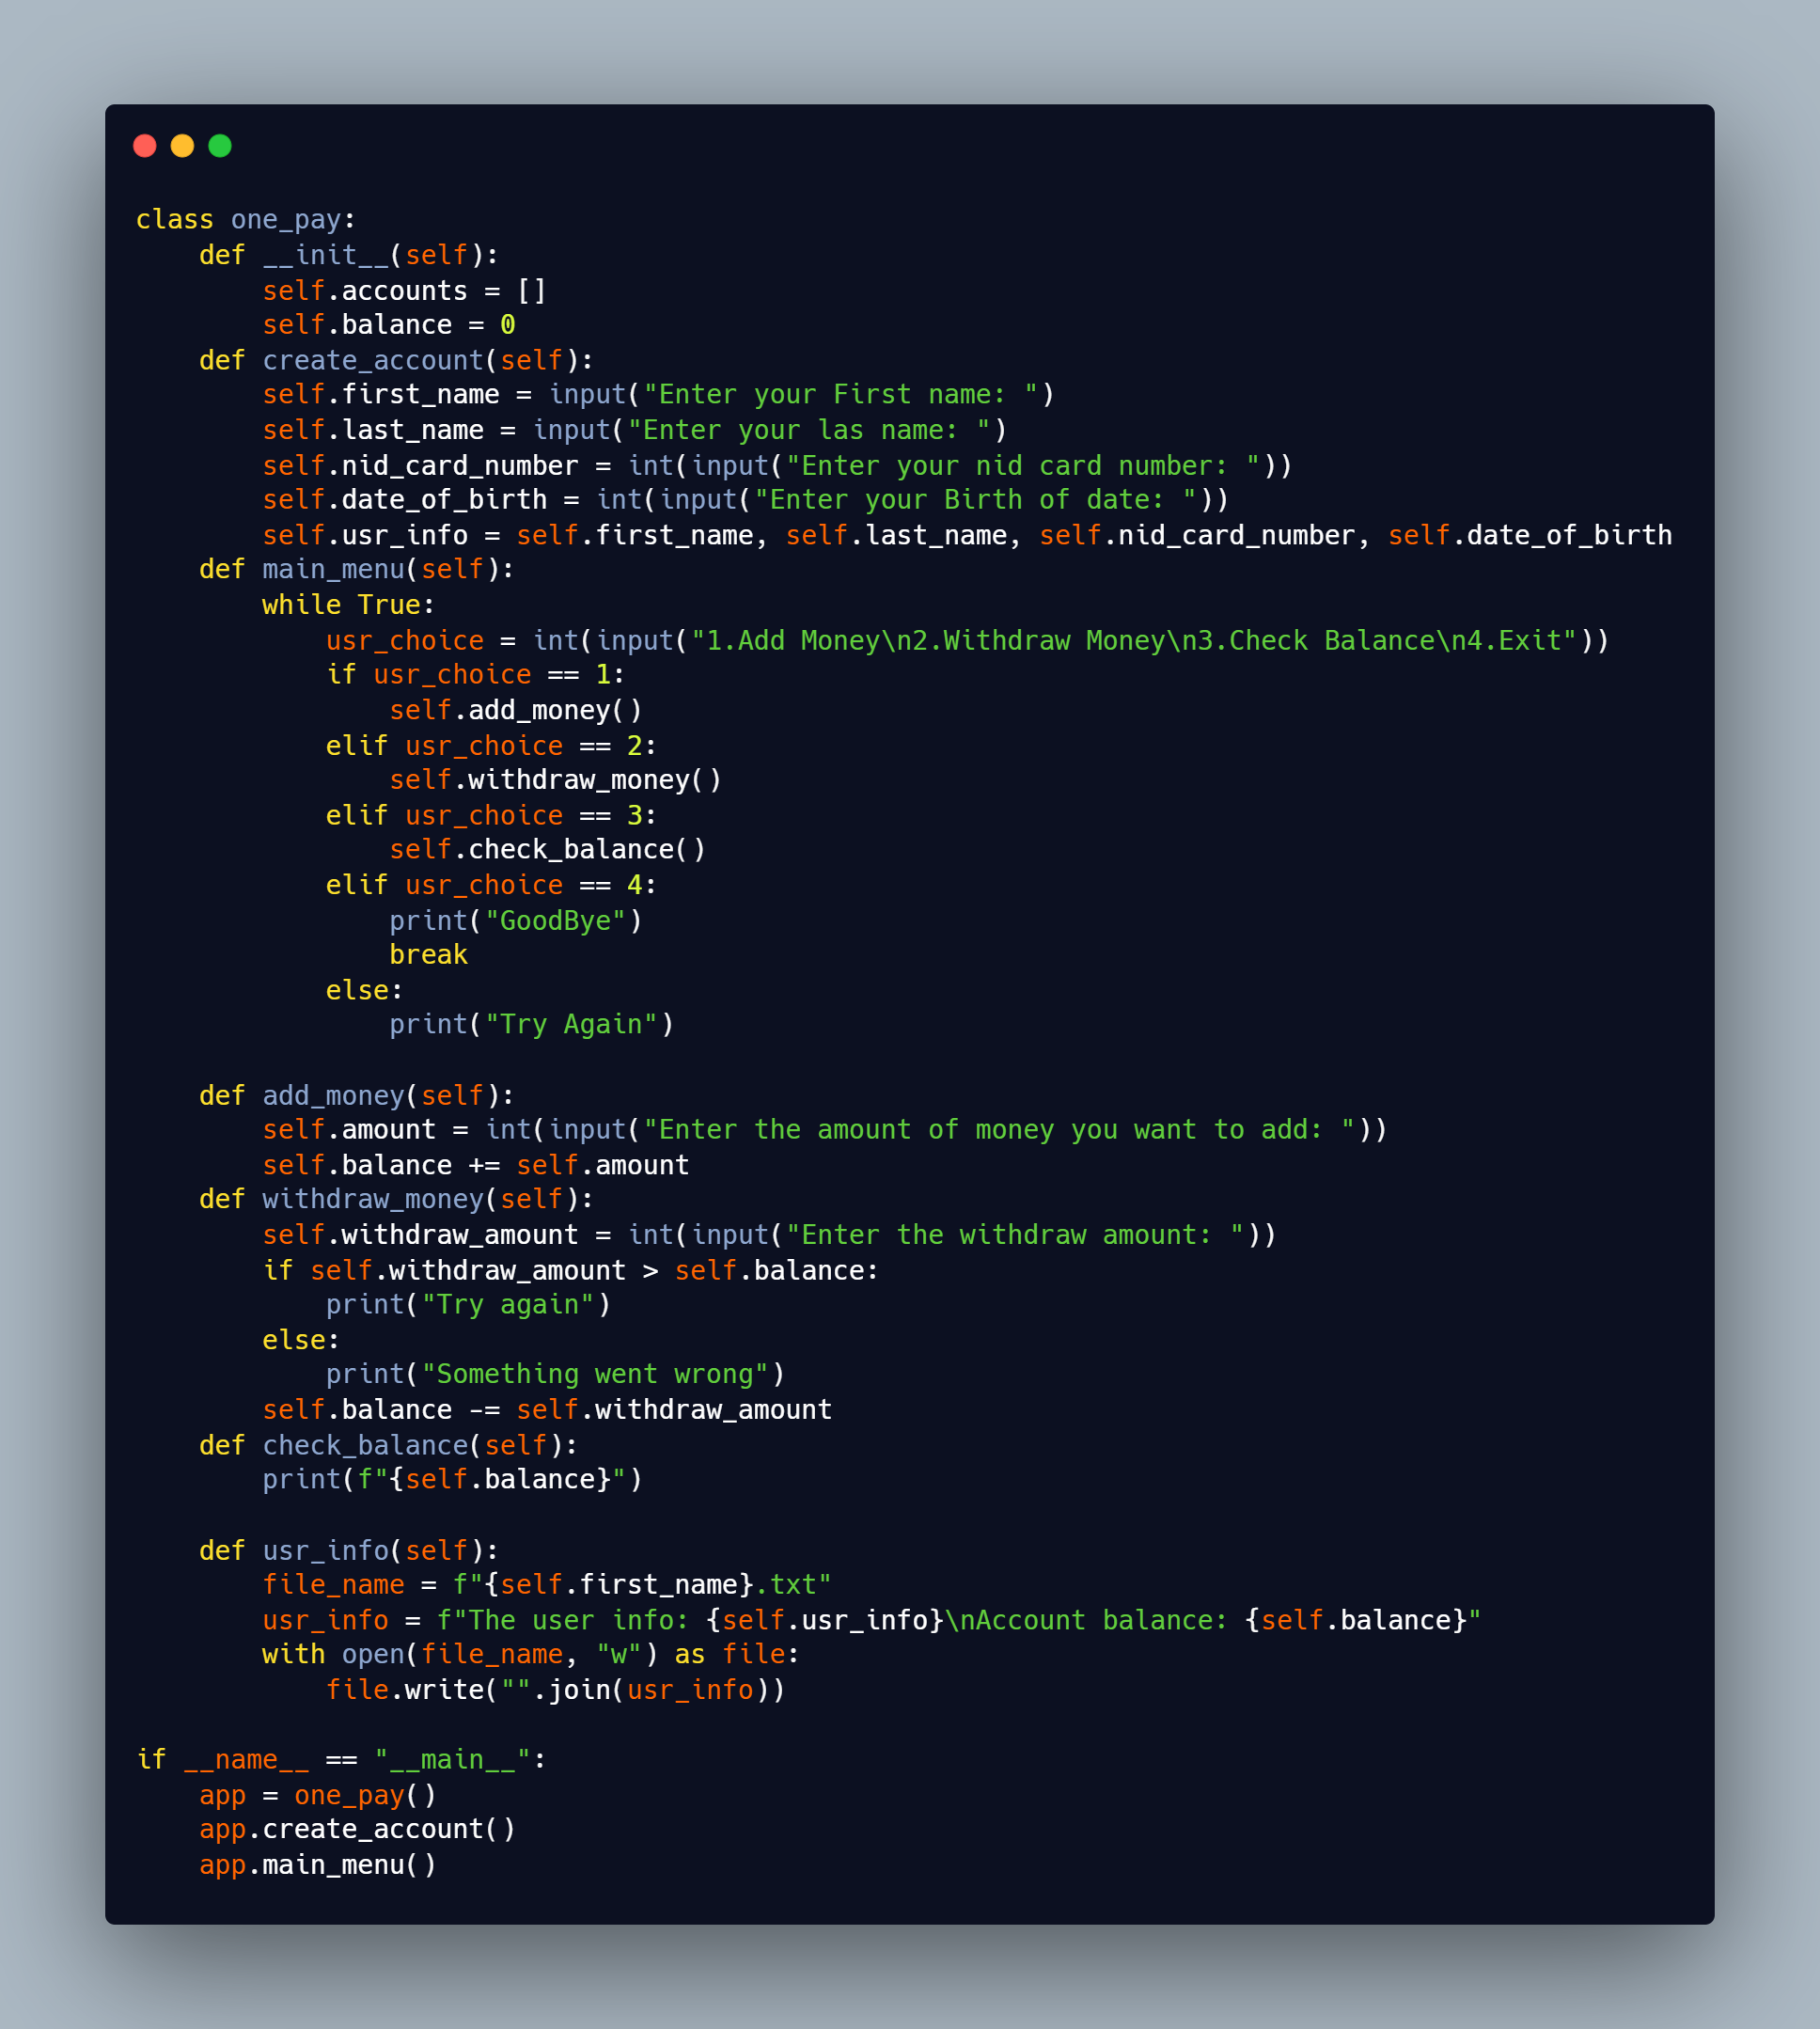 class one_pay:
    def __init__(self):
        self.accounts = []
        self.balance = 0
    def create_account(self):
        self.first_name = input("Enter your First name: ")
        self.last_name = input("Enter your las name: ")
        self.nid_card_number = int(input("Enter your nid card number: "))
        self.date_of_birth = int(input("Enter your Birth of date: "))
        self.usr_info = self.first_name, self.last_name, self.nid_card_number, self.date_of_birth
    def main_menu(self):
        while True:
            usr_choice = int(input("1.Add Money\n2.Withdraw Money\n3.Check Balance\n4.Exit"))
            if usr_choice == 1:
                self.add_money()
            elif usr_choice == 2:
                self.withdraw_money()
            elif usr_choice == 3:
                self.check_balance()
            elif usr_choice == 4:
                print("GoodBye")
                break
            else:
                print("Try Again")

    def add_money(self):
        self.amount = int(input("Enter the amount of money you want to add: "))
        self.balance += self.amount
    def withdraw_money(self):
        self.withdraw_amount = int(input("Enter the withdraw amount: "))
        if self.withdraw_amount > self.balance:
            print("Try again")
        else:
            print("Something went wrong")
        self.balance -= self.withdraw_amount
    def check_balance(self):
        print(f"{self.balance}")

    def usr_info(self):
        file_name = f"{self.first_name}.txt"
        usr_info = f"The user info: {self.usr_info}\nAccount balance: {self.balance}"
        with open(file_name, "w") as file:
            file.write("".join(usr_info))

if __name__ == "__main__":
    app = one_pay()
    app.create_account()
    app.main_menu()